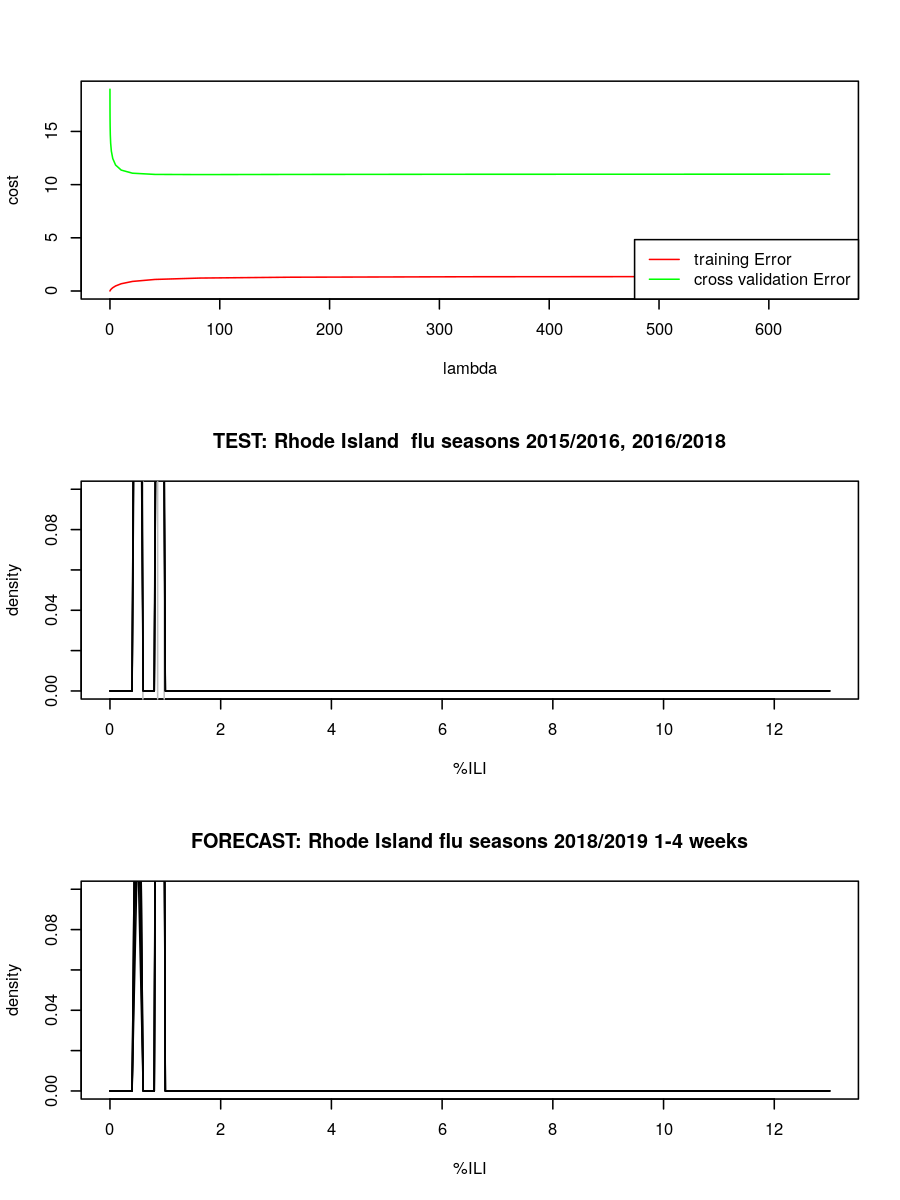 15
10
5
0
cost
training Error
cross validation Error
0 100 200 300 400 500 600
lambda
TEST: Rhode Island  flu seasons 2015/2016, 2016/2018
0.08
0.04
0.00
density
0 2 4 6 8 10 12
%ILI
FORECAST: Rhode Island flu seasons 2018/2019 1-4 weeks
0.08
0.04
0.00
density
0 2 4 6 8 10 12
%ILI